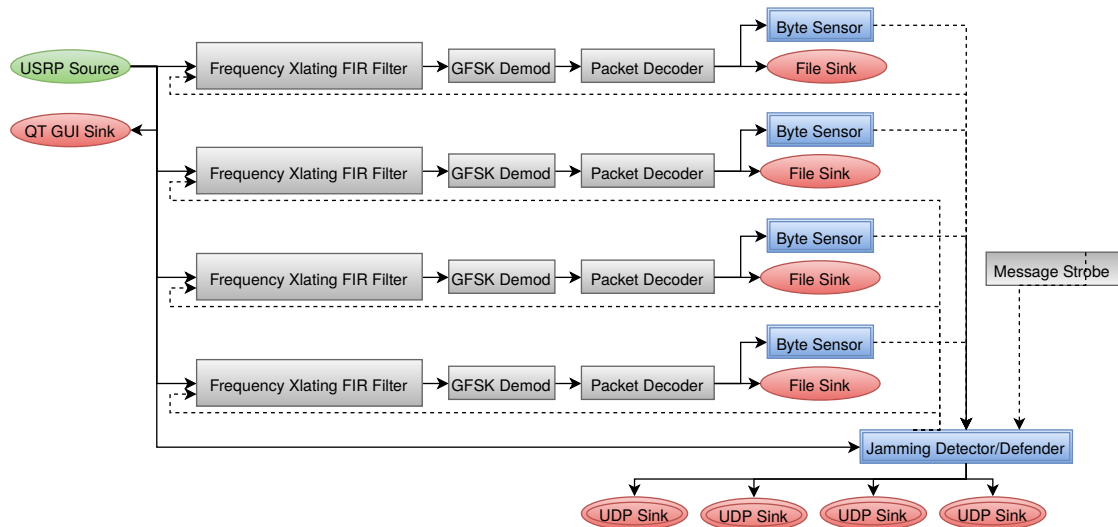 Byte Sensor
USRP Source
Frequency Xlating FIR Filter
GFSK Demod
Packet Decoder
File Sink
QT GUI Sink
Byte Sensor
Frequency Xlating FIR Filter
GFSK Demod
Packet Decoder
File Sink
Byte Sensor
Frequency Xlating FIR Filter
GFSK Demod
Packet Decoder
File Sink
Message Strobe
Byte Sensor
Frequency Xlating FIR Filter
GFSK Demod
Packet Decoder
File Sink
Jamming Detector/Defender
UDP Sink
UDP Sink
UDP Sink
UDP Sink